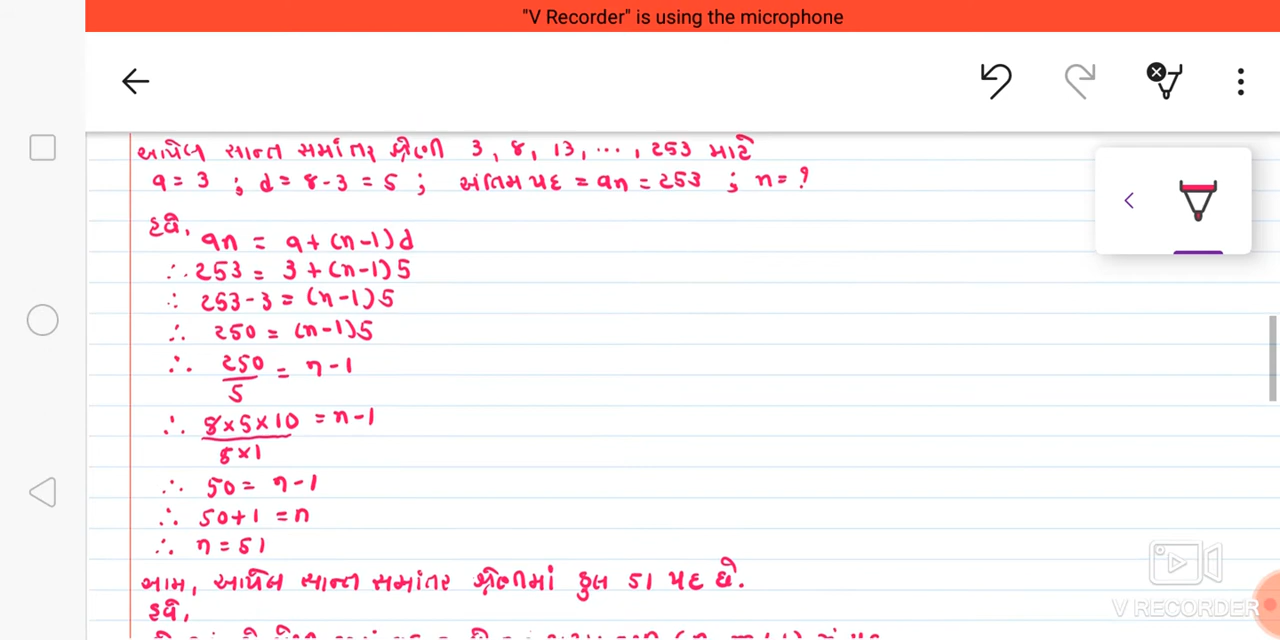 "V Recorder" is using the microphone
આપેલ સાન્ત સમાંતર શ્રેણી 3, 8, 13, ..., 253 માટે
a = 3 ; d = 8 - 3 = 5 ; અંતિમ પદ = an = 253 ; n = ?
હવે,
an = a + (n-1) d
∴ 253 = 3 + (n-1) 5
∴ 253 - 3 = (n-1) 5
∴ 250 = (n-1) 5
∴ 250/5 = n - 1
∴ 5 × 5 × 10 / 5 × 1 = n - 1
∴ 50 = n - 1
∴ 50 + 1 = n
∴ n = 51
આમ, આપેલ સાન્ત સમાંતર શ્રેણીમાં કુલ 51 પદ છે.
હવે,
V RECORDER